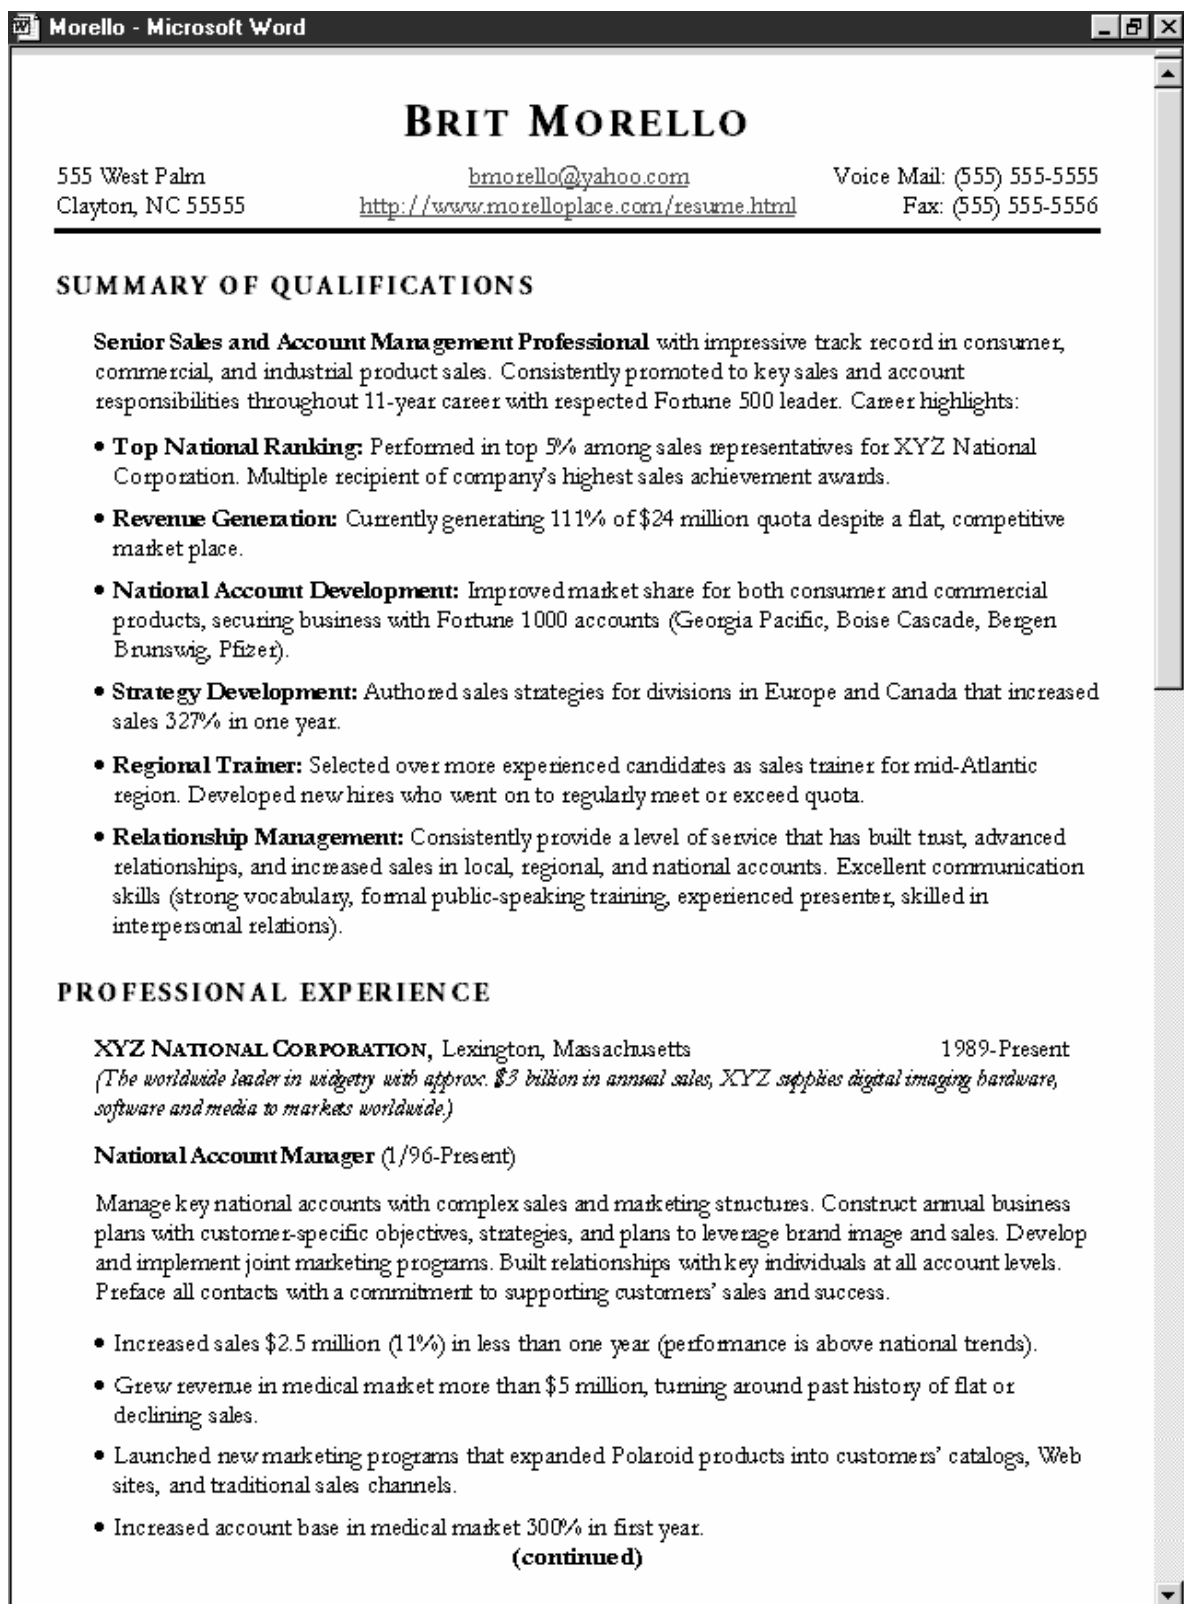 Morello - Microsoft Word
BRIT MORELLO
555 West Palm bmorello@yahoo.com Voice Mail: (555) 555-5555
Clayton, NC 55555 http://www.morelloplace.com/resume.html Fax: (555) 555-5556
SUMMARY OF QUALIFICATIONS
Senior Sales and Account Management Professional with impressive track record in consumer,
commercial, and industrial product sales. Consistently promoted to key sales and account
responsibilities throughout 11-year career with respected Fortune 500 leader. Career highlights:
• Top National Ranking: Performed in top 5% among sales representatives for XYZ National
Corporation. Multiple recipient of company's highest sales achievement awards.
• Revenue Generation: Currently generating 111% of $24 million quota despite a flat, competitive
market place.
• National Account Development: Improved market share for both consumer and commercial
products, securing business with Fortune 1000 accounts (Georgia Pacific, Boise Cascade, Bergen
Brunswig, Pfizer).
• Strategy Development: Authored sales strategies for divisions in Europe and Canada that increased
sales 327% in one year.
• Regional Trainer: Selected over more experienced candidates as sales trainer for mid-Atlantic
region. Developed new hires who went on to regularly meet or exceed quota.
• Relationship Management: Consistently provide a level of service that has built trust, advanced
relationships, and increased sales in local, regional, and national accounts. Excellent communication
skills (strong vocabulary, formal public-speaking training, experienced presenter, skilled in
interpersonal relations).
PROFESSIONAL EXPERIENCE
XYZ NATIONAL CORPORATION, Lexington, Massachusetts 1989-Present
(The worldwide leader in widgetry with approx. $3 billion in annual sales, XYZ supplies digital imaging hardware,
software and media to markets worldwide.)
National Account Manager (1/96-Present)
Manage key national accounts with complex sales and marketing structures. Construct annual business
plans with customer-specific objectives, strategies, and plans to leverage brand image and sales. Develop
and implement joint marketing programs. Built relationships with key individuals at all account levels.
Preface all contacts with a commitment to supporting customers' sales and success.
• Increased sales $2.5 million (11%) in less than one year (performance is above national trends).
• Grew revenue in medical market more than $5 million, turning around past history of flat or
declining sales.
• Launched new marketing programs that expanded Polaroid products into customers' catalogs, Web
sites, and traditional sales channels.
• Increased account base in medical market 300% in first year.
(continued)